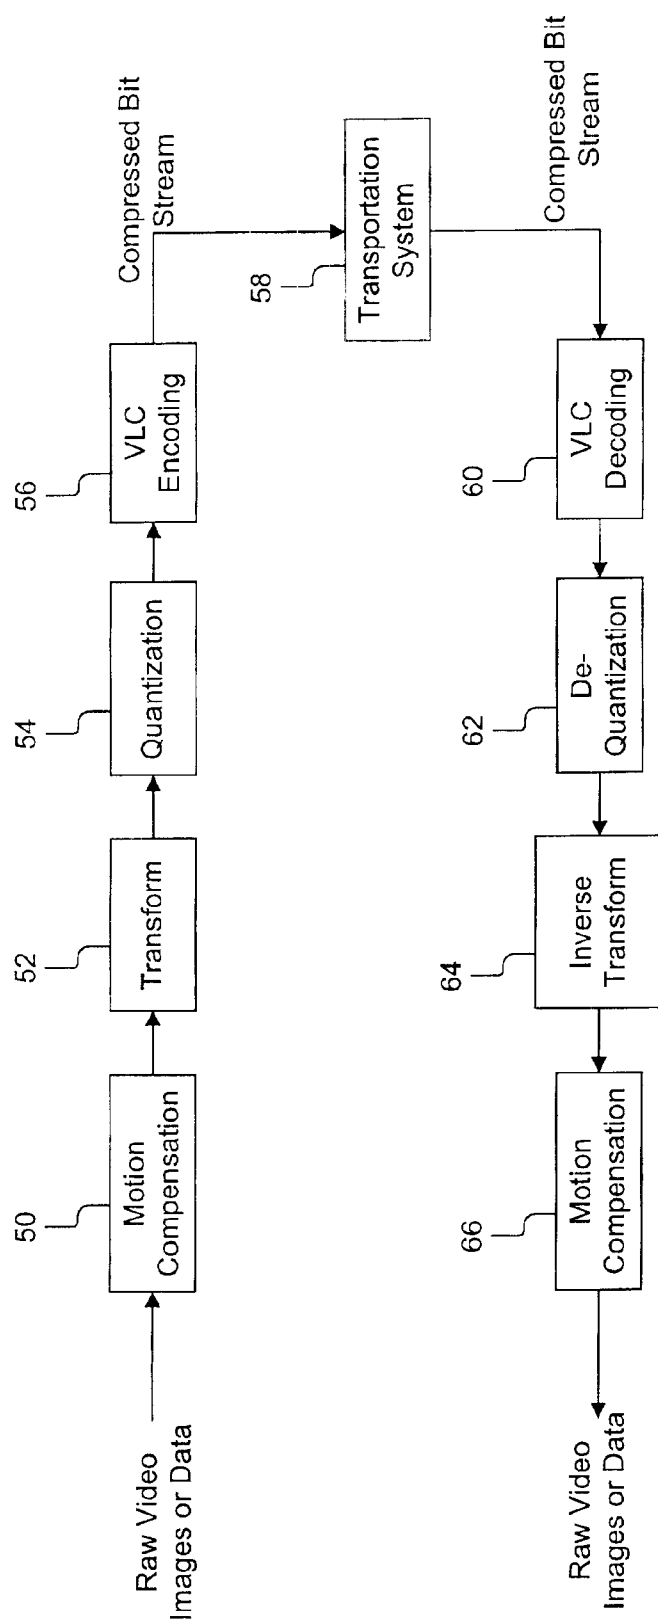 Raw Video
Images or Data
50
Motion
Compensation
52
Transform
54
Quantization
56
VLC
Encoding
Compressed Bit
Stream
58
Transportation
System
Compressed Bit
Stream
60
VLC
Decoding
62
De-
Quantization
64
Inverse
Transform
66
Motion
Compensation
Raw Video
Images or Data